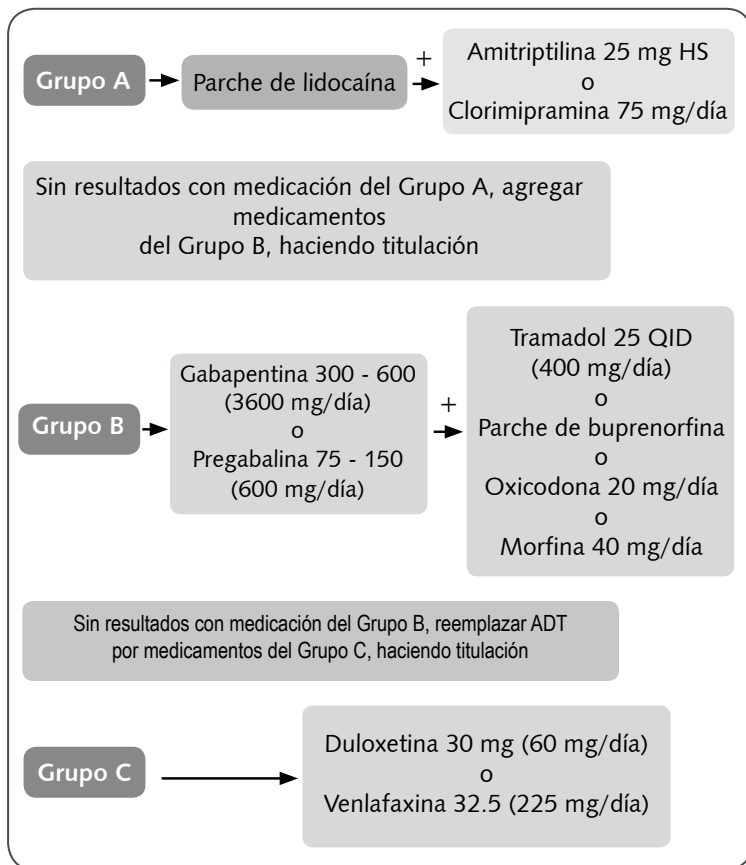 Grupo A
Parche de lidocaína
+
Amitriptilina 25 mg HS
o
Clorimipramina 75 mg/día
Sin resultados con medicación del Grupo A, agregar
medicamentos
del Grupo B, haciendo titulación
Grupo B
Gabapentina 300 - 600
(3600 mg/día)
o
Pregabalina 75 - 150
(600 mg/día)
+
Tramadol 25 QID
(400 mg/día)
o
Parche de buprenorfina
o
Oxicodona 20 mg/día
o
Morfina 40 mg/día
Sin resultados con medicación del Grupo B, reemplazar ADT
por medicamentos del Grupo C, haciendo titulación
Grupo C
Duloxetina 30 mg (60 mg/día)
o
Venlafaxina 32.5 (225 mg/día)